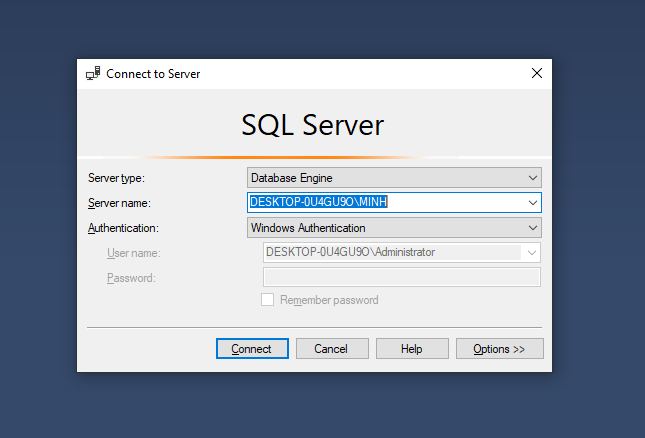 Connect to Server
SQL Server
Server type: Database Engine
Server name: DESKTOP-0U4GU9O\MINH
Authentication: Windows Authentication
User name: DESKTOP-0U4GU9O\Administrator
Password:
Remember password
Connect Cancel Help Options >>